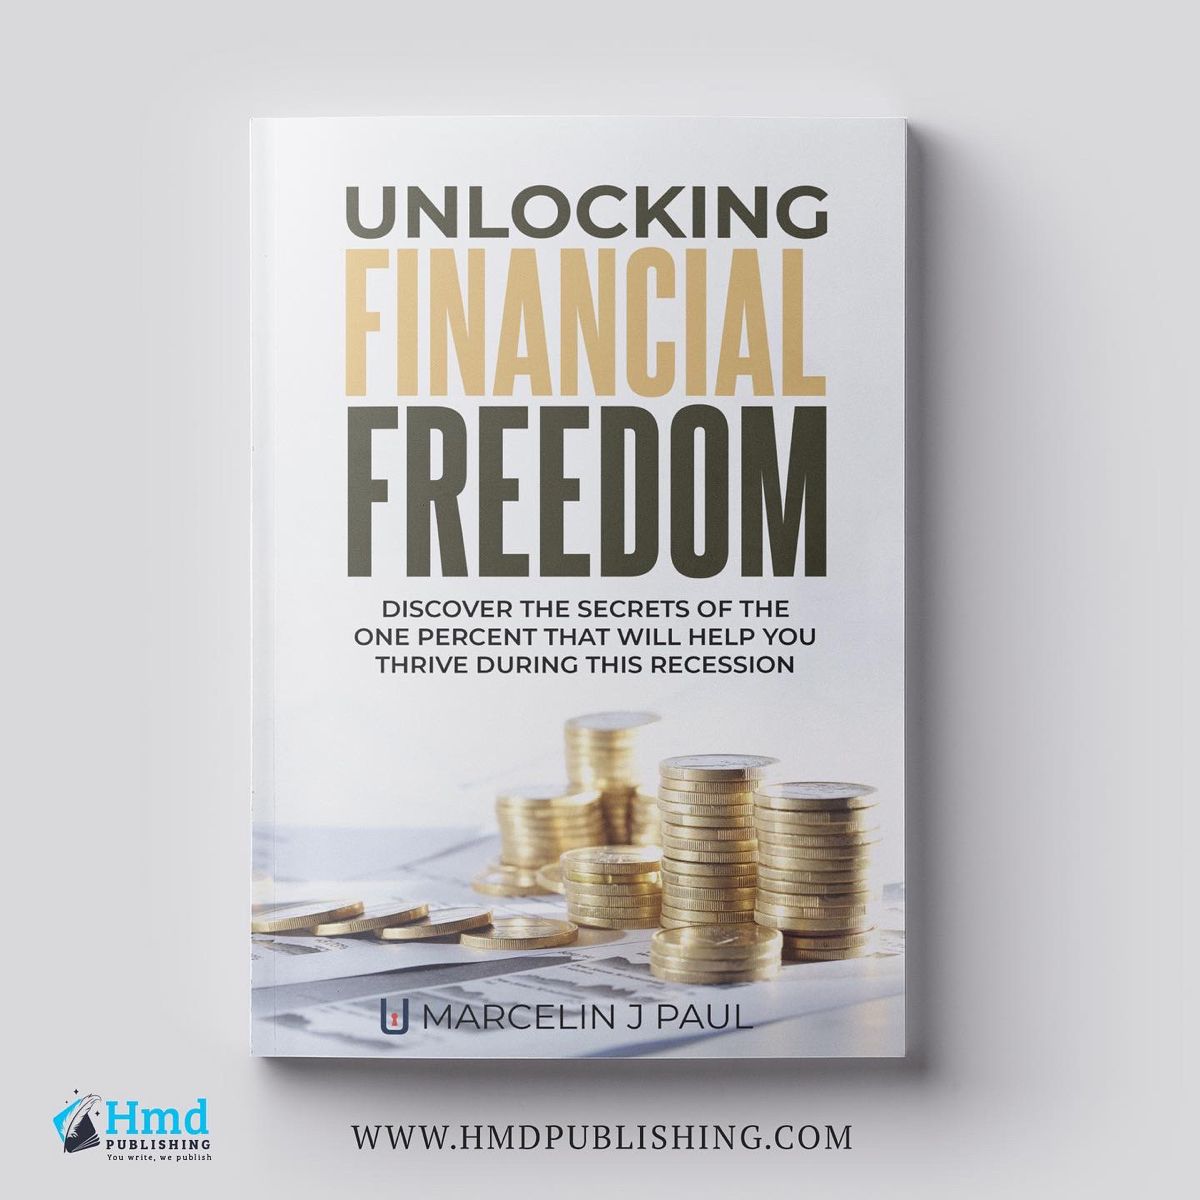 UNLOCKING
FINANCIAL
FREEDOM
DISCOVER THE SECRETS OF THE
ONE PERCENT THAT WILL HELP YOU
THRIVE DURING THIS RECESSION
U MARCELIN J PAUL
Hmd
PUBLISHING
You write, we publish
WWW.HMDPUBLISHING.COM